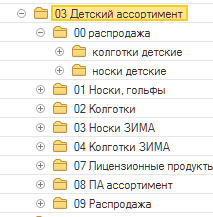 03 Детский ассортимент
00 распродажа
колготки детские
носки детские
01 Носки, гольфы
02 Колготки
03 Носки ЗИМА
04 Колготки ЗИМА
07 Лицензионные продукты
08 ПА ассортимент
09 Распродажа